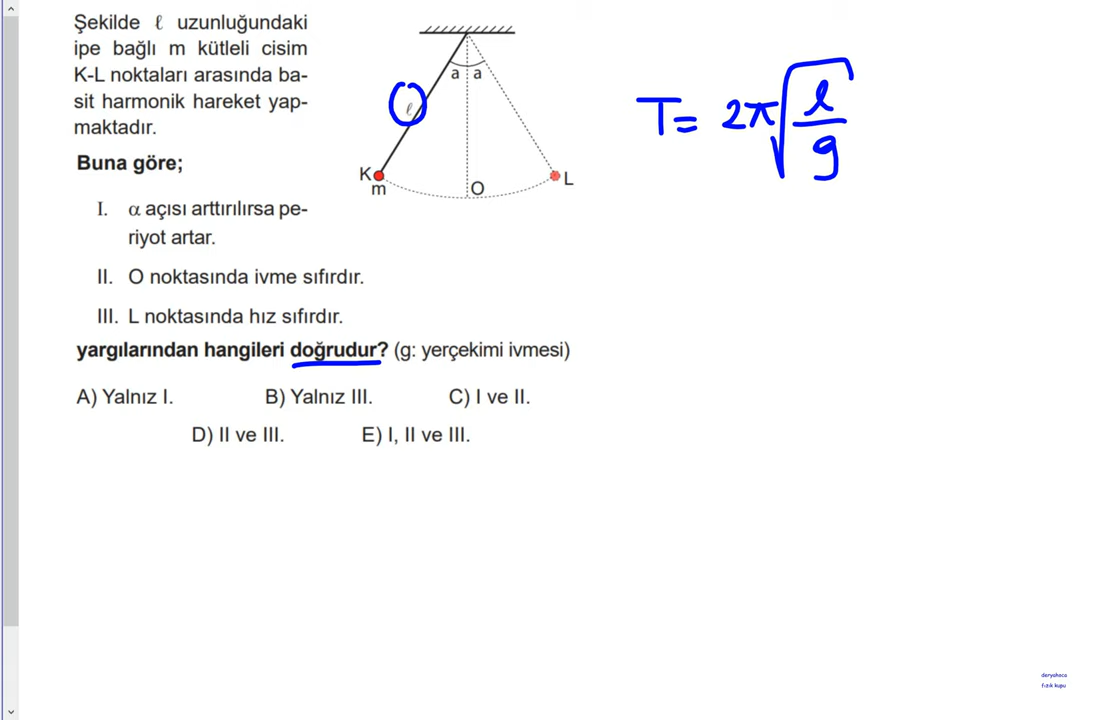 Şekilde ℓ uzunluğundaki
ipe bağlı m kütleli cisim
K-L noktaları arasında ba-
sit harmonik hareket yap-
maktadır.
Buna göre;
I. α açısı arttırılırsa pe-
riyot artar.
II. O noktasında ivme sıfırdır.
III. L noktasında hız sıfırdır.
yargılarından hangileri doğrudur? (g: yerçekimi ivmesi)
A) Yalnız I. B) Yalnız III. C) I ve II.
D) II ve III. E) I, II ve III.
a a
ℓ
K L
m O
T = 2π √(ℓ/g)
deryahoca
fizik kupu